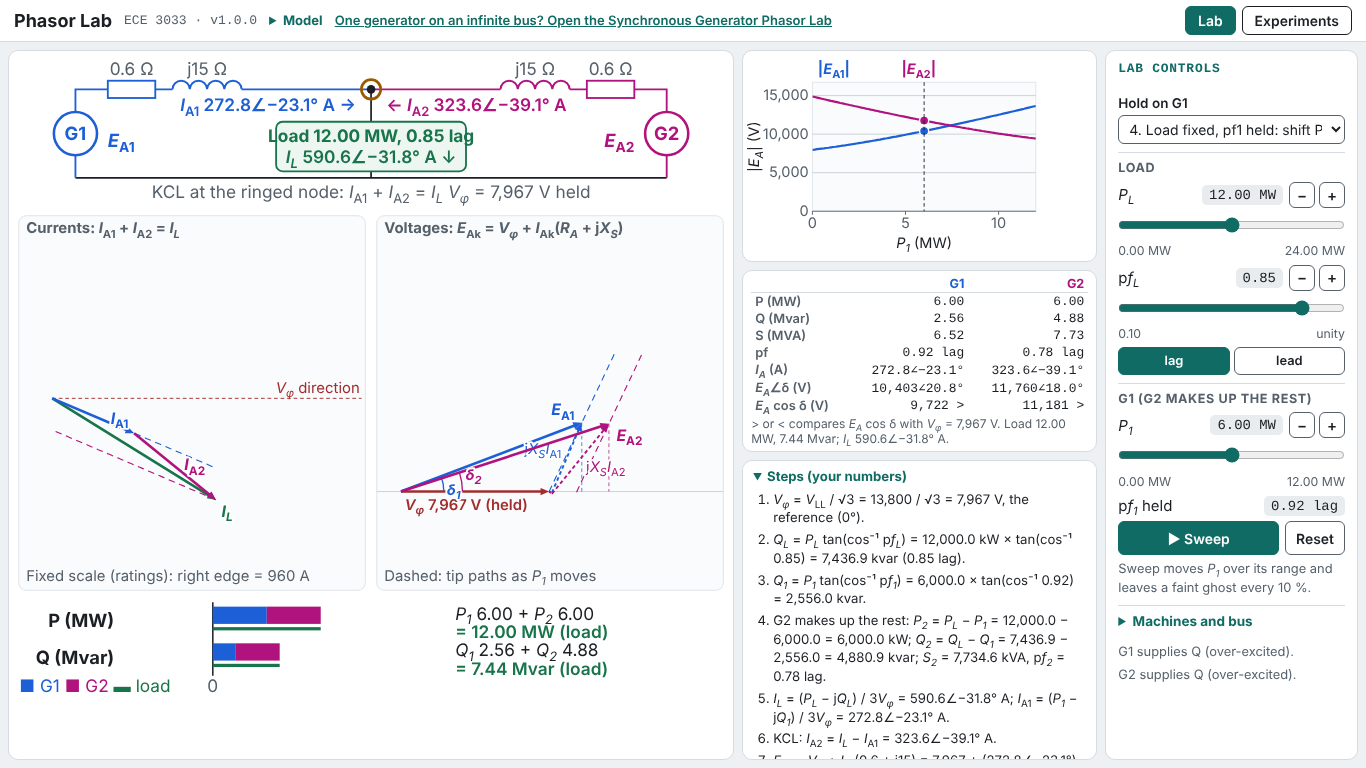 Phasor Lab ECE 3033 · v1.0.0 ▶ Model One generator on an infinite bus? Open the Synchronous Generator Phasor Lab Lab Experiments
0.6 Ω j15 Ω j15 Ω 0.6 Ω
I_A1 272.8∠−23.1° A → ← I_A2 323.6∠−39.1° A
G1 E_A1 E_A2 G2
Load 12.00 MW, 0.85 lag
I_L 590.6∠−31.8° A ↓
KCL at the ringed node: I_A1 + I_A2 = I_L V_φ = 7,967 V held
Currents: I_A1 + I_A2 = I_L
V_φ direction
I_A1
I_A2
I_L
Fixed scale (ratings): right edge = 960 A
Voltages: E_Ak = V_φ + I_Ak(R_A + jX_S)
E_A1
E_A2
jX_S I_A1
jX_S I_A2
δ_2
δ_1
V_φ 7,967 V (held)
Dashed: tip paths as P_1 moves
P (MW)
Q (Mvar)
G1 G2 load 0
P_1 6.00 + P_2 6.00
= 12.00 MW (load)
Q_1 2.56 + Q_2 4.88
= 7.44 Mvar (load)
|E_A1| |E_A2|
15,000
10,000
5,000
0
|E_A| (V)
0 5 10
P_1 (MW)
G1 G2
P (MW) 6.00 6.00
Q (Mvar) 2.56 4.88
S (MVA) 6.52 7.73
pf 0.92 lag 0.78 lag
I_A (A) 272.8∠−23.1° 323.6∠−39.1°
E_A∠δ (V) 10,403∠20.8° 11,760∠18.0°
E_A cos δ (V) 9,722 > 11,181 >
> or < compares E_A cos δ with V_φ = 7,967 V. Load 12.00
MW, 7.44 Mvar; I_L 590.6∠−31.8° A.
▼ Steps (your numbers)
1. V_φ = V_LL / √3 = 13,800 / √3 = 7,967 V, the
reference (0°).
2. Q_L = P_L tan(cos⁻¹ pf_L) = 12,000.0 kW × tan(cos⁻¹
0.85) = 7,436.9 kvar (0.85 lag).
3. Q_1 = P_1 tan(cos⁻¹ pf_1) = 6,000.0 × tan(cos⁻¹ 0.92)
= 2,556.0 kvar.
4. G2 makes up the rest: P_2 = P_L − P_1 = 12,000.0 −
6,000.0 = 6,000.0 kW; Q_2 = Q_L − Q_1 = 7,436.9 −
2,556.0 = 4,880.9 kvar; S_2 = 7,734.6 kVA, pf_2 =
0.78 lag.
5. I_L = (P_L − jQ_L) / 3V_φ = 590.6∠−31.8° A; I_A1 = (P_1 −
jQ_1) / 3V_φ = 272.8∠−23.1° A.
6. KCL: I_A2 = I_L − I_A1 = 323.6∠−39.1° A.
LAB CONTROLS
Hold on G1
4. Load fixed, pf1 held: shift P
LOAD
P_L 12.00 MW − +
0.00 MW 24.00 MW
pf_L 0.85 − +
0.10 unity
lag lead
G1 (G2 MAKES UP THE REST)
P_1 6.00 MW − +
0.00 MW 12.00 MW
pf_1 held 0.92 lag
▶ Sweep Reset
Sweep moves P_1 over its range and
leaves a faint ghost every 10 %.
▶ Machines and bus
G1 supplies Q (over-excited).
G2 supplies Q (over-excited).